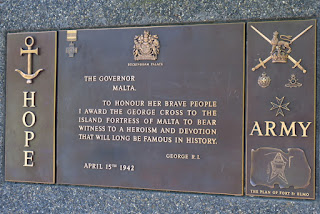 HOPE
BUCKINGHAM PALACE
THE GOVERNOR
MALTA.
TO HONOUR HER BRAVE PEOPLE
I AWARD THE GEORGE CROSS TO THE
ISLAND FORTRESS OF MALTA TO BEAR
WITNESS TO A HEROISM AND DEVOTION
THAT WILL LONG BE FAMOUS IN HISTORY.
GEORGE R.I.
APRIL 15TH 1942
ARMY
THE PLAN OF FORT ST ELMO